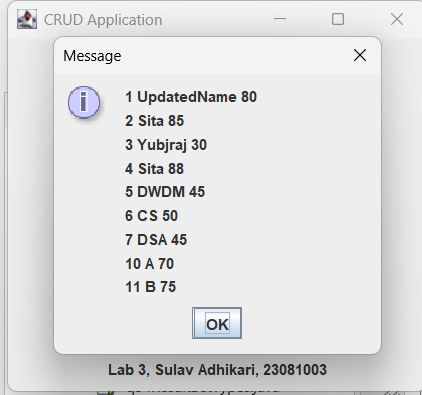 CRUD Application
Message
1 UpdatedName 80
2 Sita 85
3 Yubjraj 30
4 Sita 88
5 DWDM 45
6 CS 50
7 DSA 45
10 A 70
11 B 75
OK
Lab 3, Sulav Adhikari, 23081003